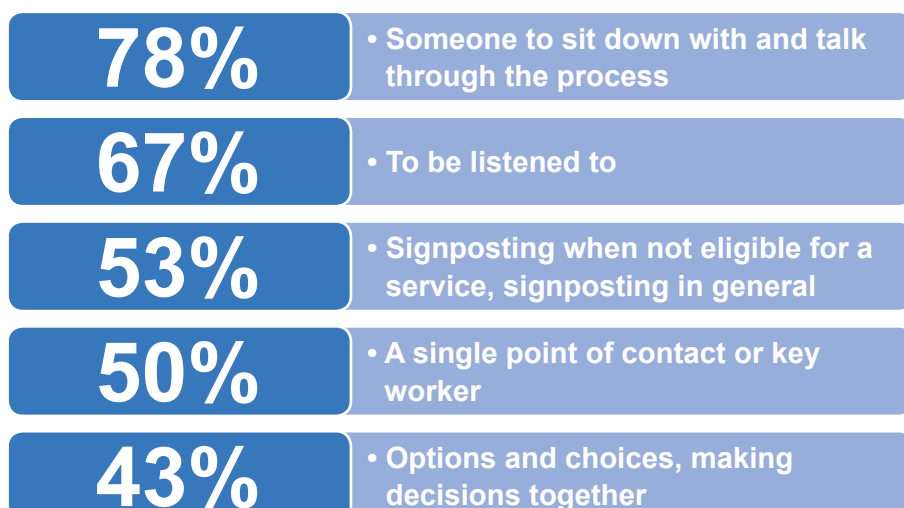 78%
• Someone to sit down with and talk
through the process
67%
• To be listened to
53%
• Signposting when not eligible for a
service, signposting in general
50%
• A single point of contact or key
worker
43%
• Options and choices, making
decisions together